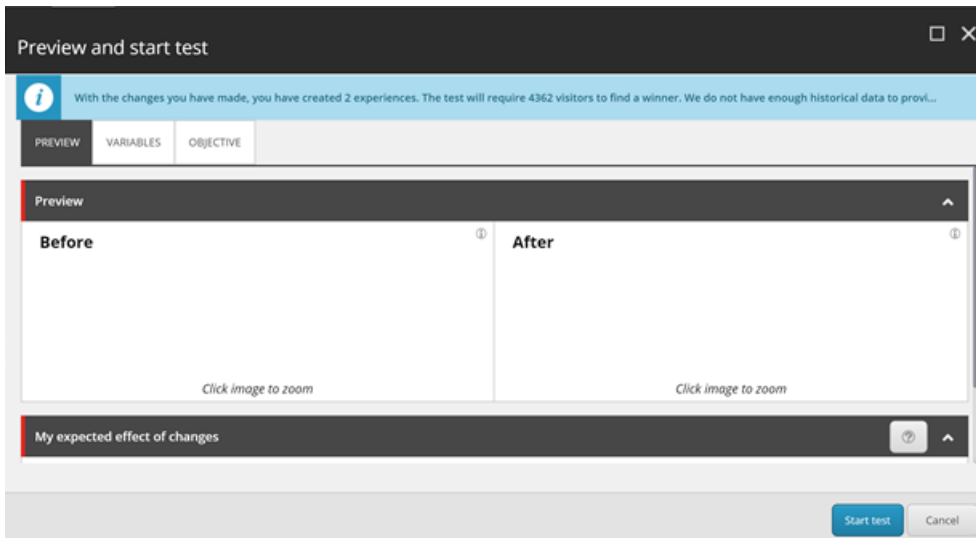 Preview and start test
With the changes you have made, you have created 2 experiences. The test will require 4362 visitors to find a winner. We do not have enough historical data to provi...
PREVIEW VARIABLES OBJECTIVE
Preview
Before After
Click image to zoom Click image to zoom
My expected effect of changes
Start test Cancel